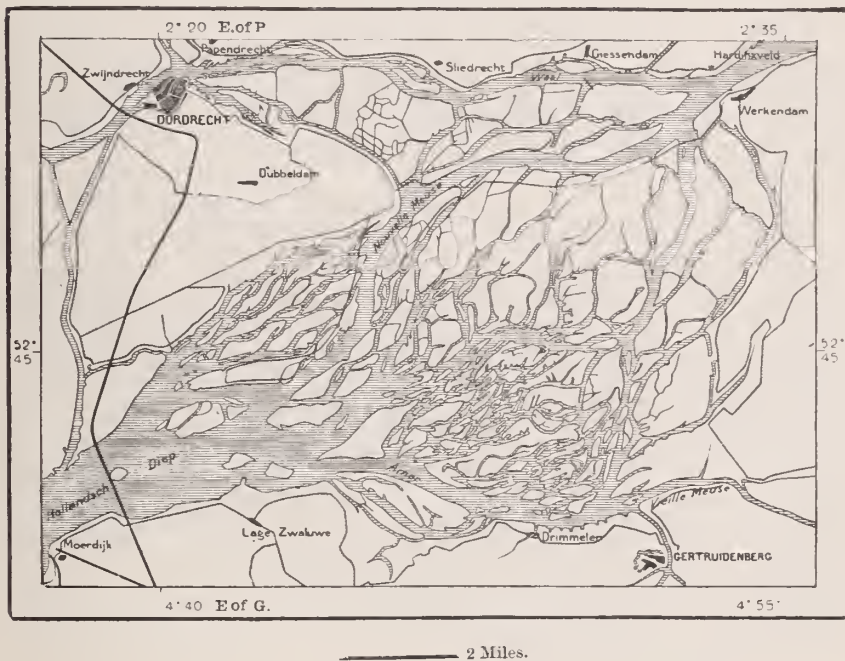 2° 20 E. of P
2° 35
Papendrecht
Giessendam
Hardinxveld
Sliedrecht
Zwijndrecht
Waal
DORDRECHT
Werkendam
Dubbeldam
Nouvelle Meuse
52°
45
52°
45
Diep
Hollandsch
Amer
Vieille Meuse
Moerdijk
Lage Zwaluwe
Drimmelen
GERTRUIDENBERG
4° 40 E of G.
4° 55'
2 Miles.